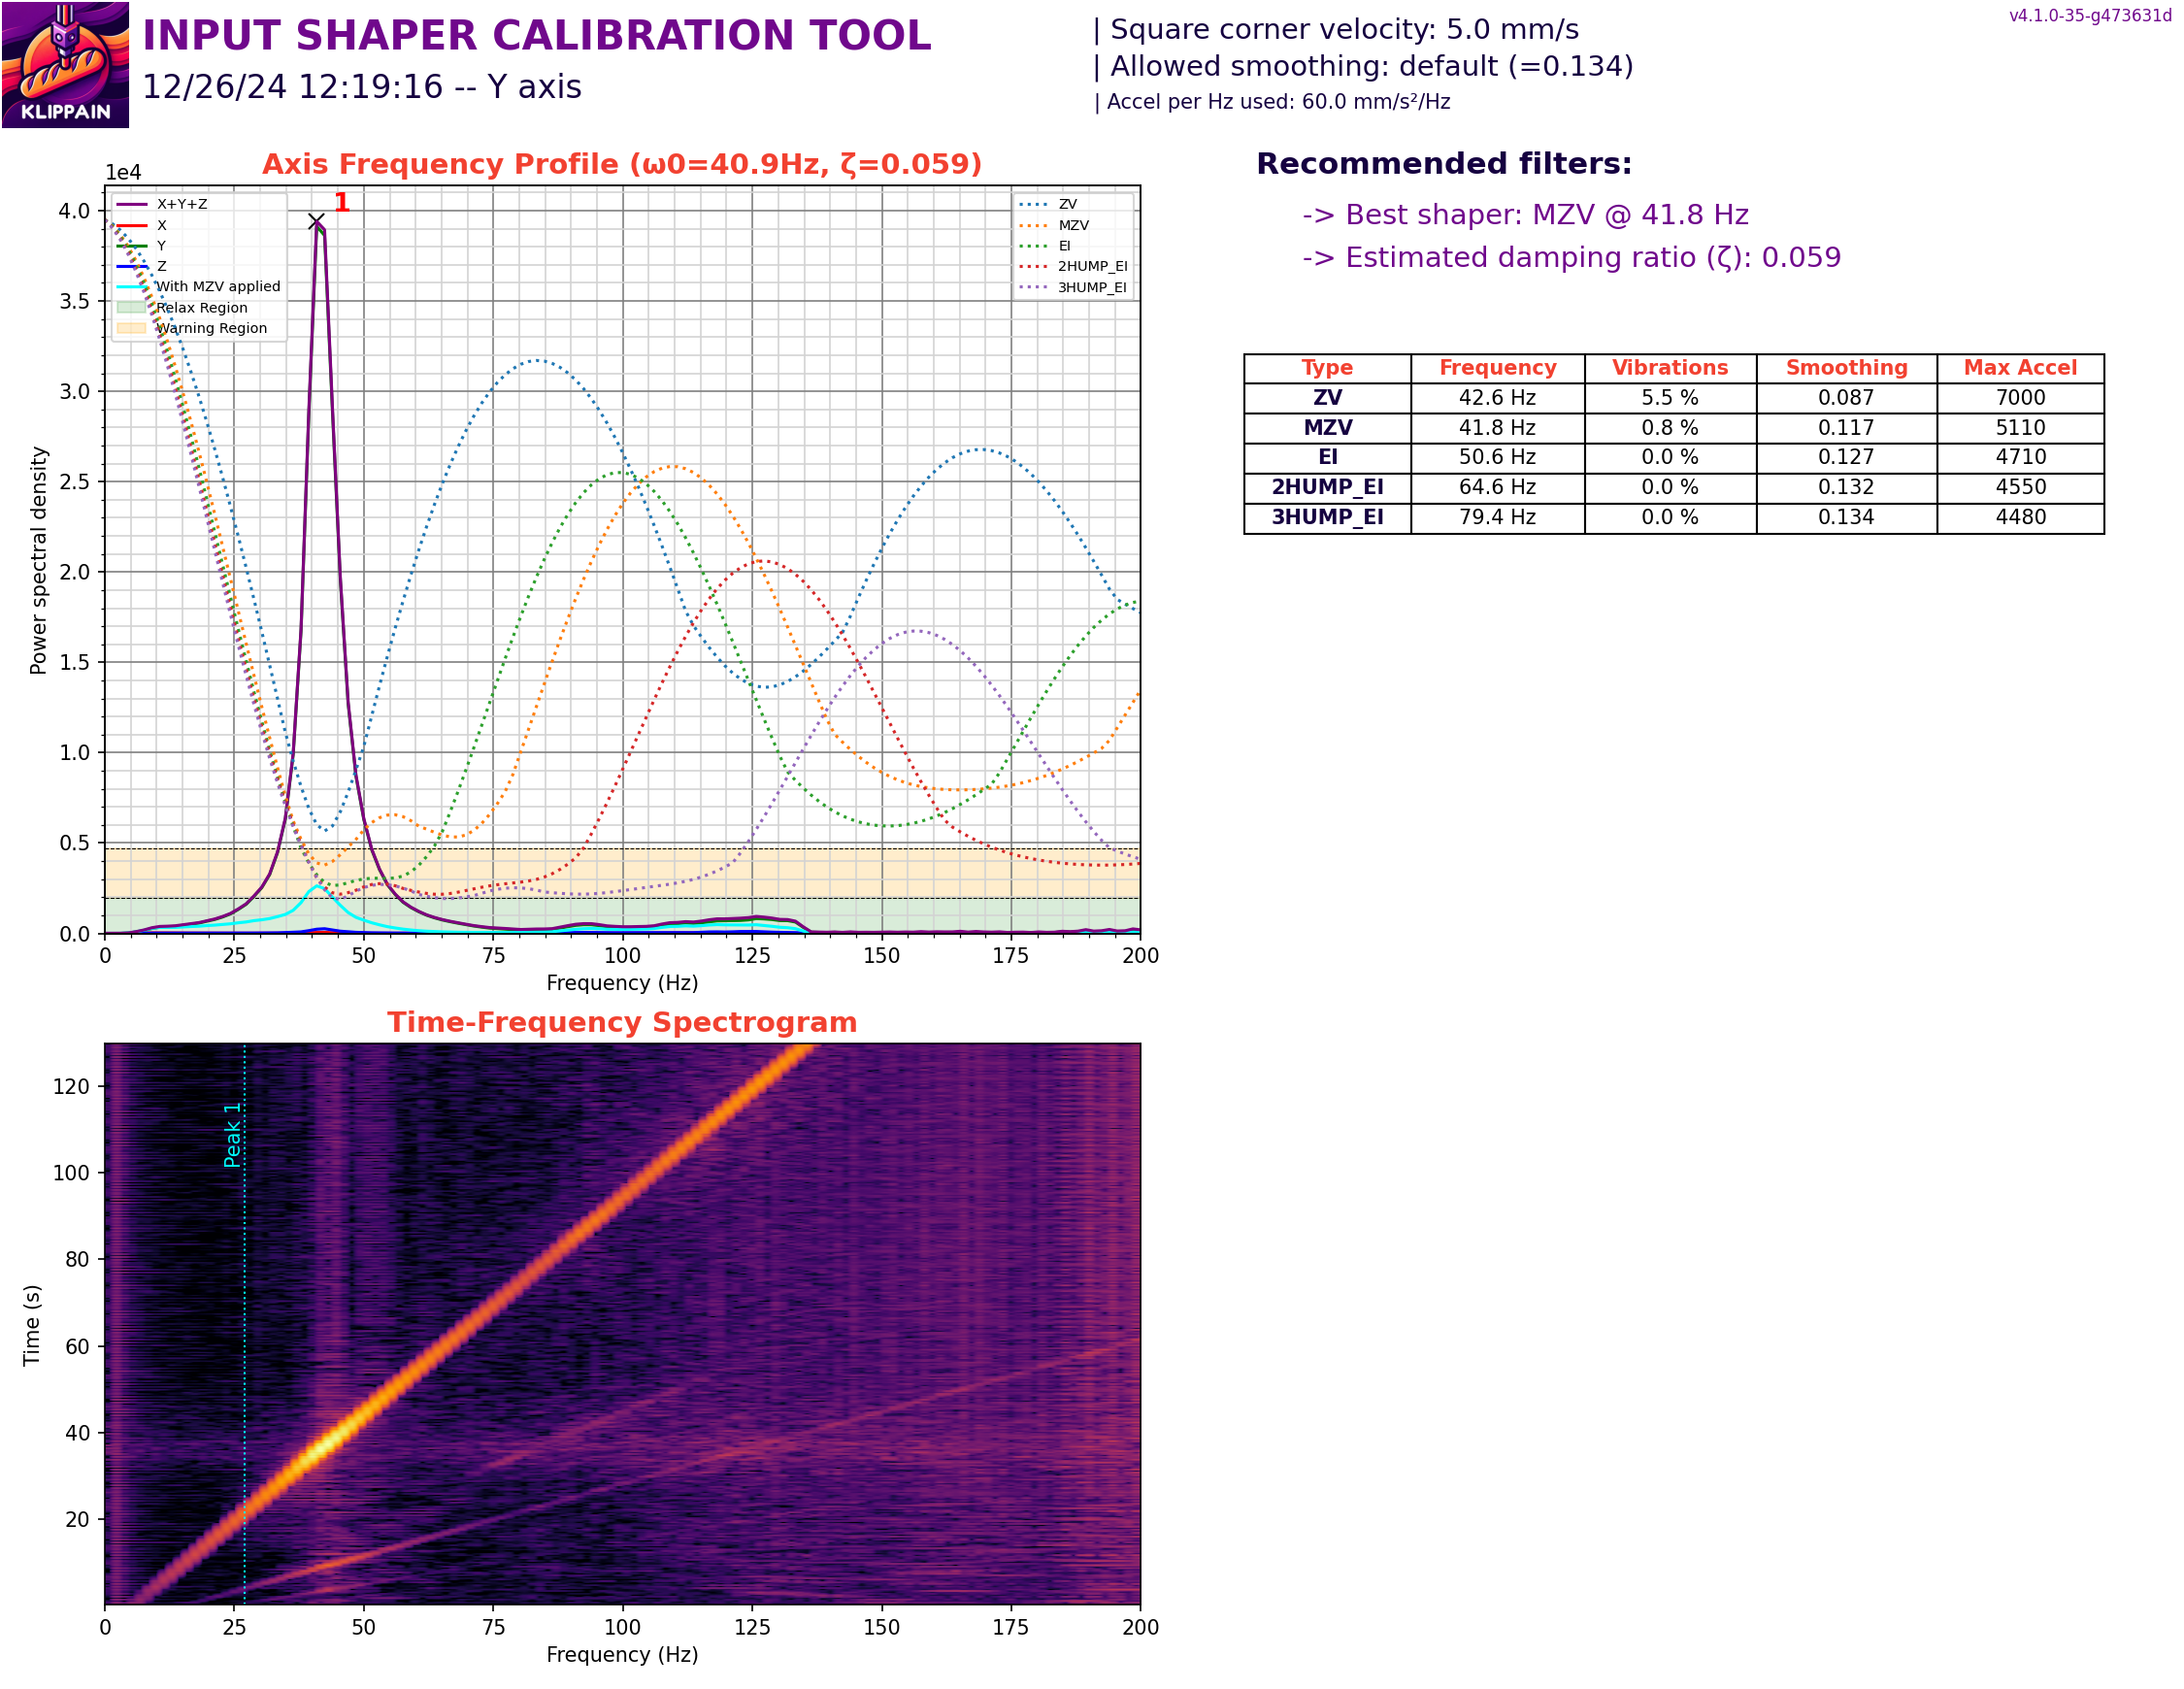 INPUT SHAPER CALIBRATION TOOL
12/26/24 12:19:16 -- Y axis
| Square corner velocity: 5.0 mm/s
| Allowed smoothing: default (=0.134)
| Accel per Hz used: 60.0 mm/s²/Hz
v4.1.0-35-g473631d
KLIPPAIN
Axis Frequency Profile (ω0=40.9Hz, ζ=0.059)
1e4
1
X+Y+Z
X
Y
Z
With MZV applied
Relax Region
Warning Region
ZV
MZV
EI
2HUMP_EI
3HUMP_EI
4.0
3.5
3.0
2.5
2.0
1.5
1.0
0.5
0.0
Power spectral density
0 25 50 75 100 125 150 175 200
Frequency (Hz)
Recommended filters:
-> Best shaper: MZV @ 41.8 Hz
-> Estimated damping ratio (ζ): 0.059
Type Frequency Vibrations Smoothing Max Accel
ZV 42.6 Hz 5.5 % 0.087 7000
MZV 41.8 Hz 0.8 % 0.117 5110
EI 50.6 Hz 0.0 % 0.127 4710
2HUMP_EI 64.6 Hz 0.0 % 0.132 4550
3HUMP_EI 79.4 Hz 0.0 % 0.134 4480
Time-Frequency Spectrogram
Peak 1
120
100
80
60
40
20
Time (s)
0 25 50 75 100 125 150 175 200
Frequency (Hz)